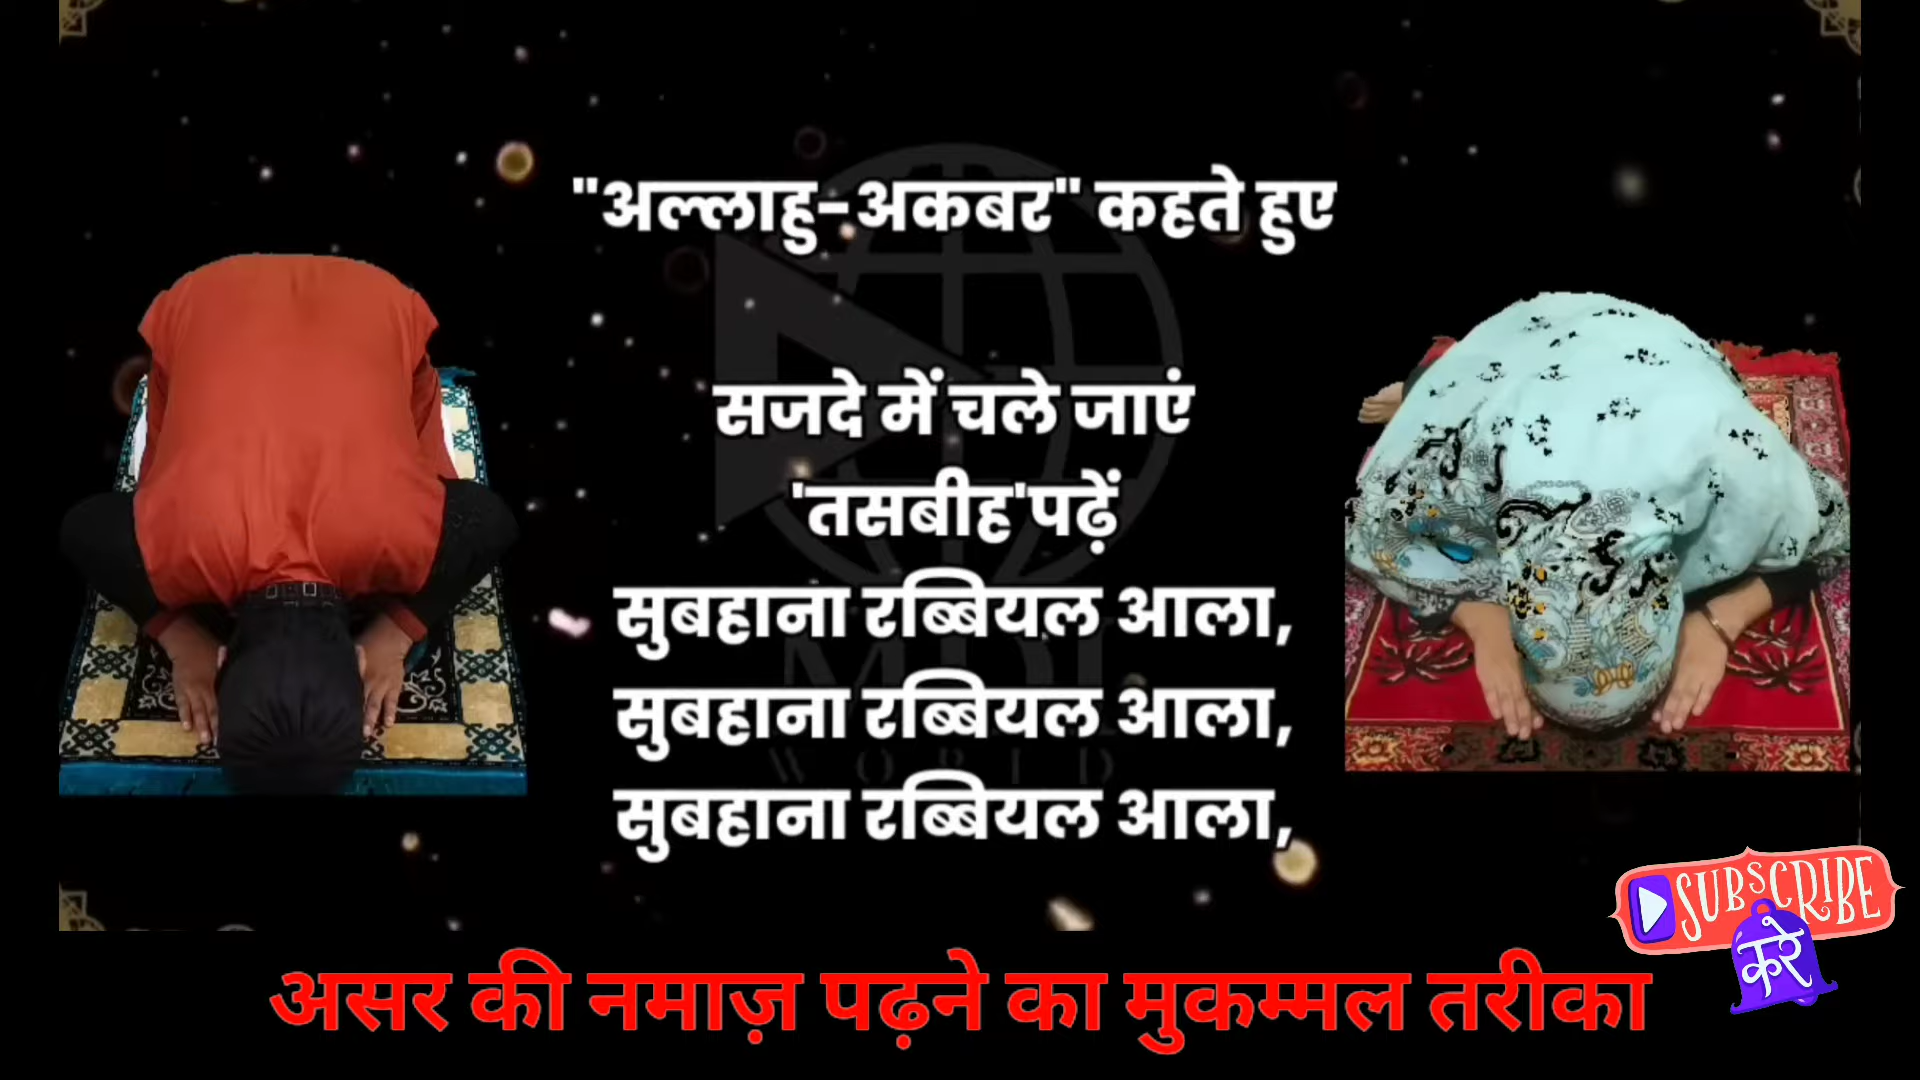 "अल्लाहु-अकबर" कहते हुए
सजदे में चले जाएं
'तसबीह'पढ़ें
सुबहाना रब्बियल आला,
सुबहाना रब्बियल आला,
सुबहाना रब्बियल आला,
WORLD
SUBSCRIBE
करे
असर की नमाज़ पढ़ने का मुकम्मल तरीका